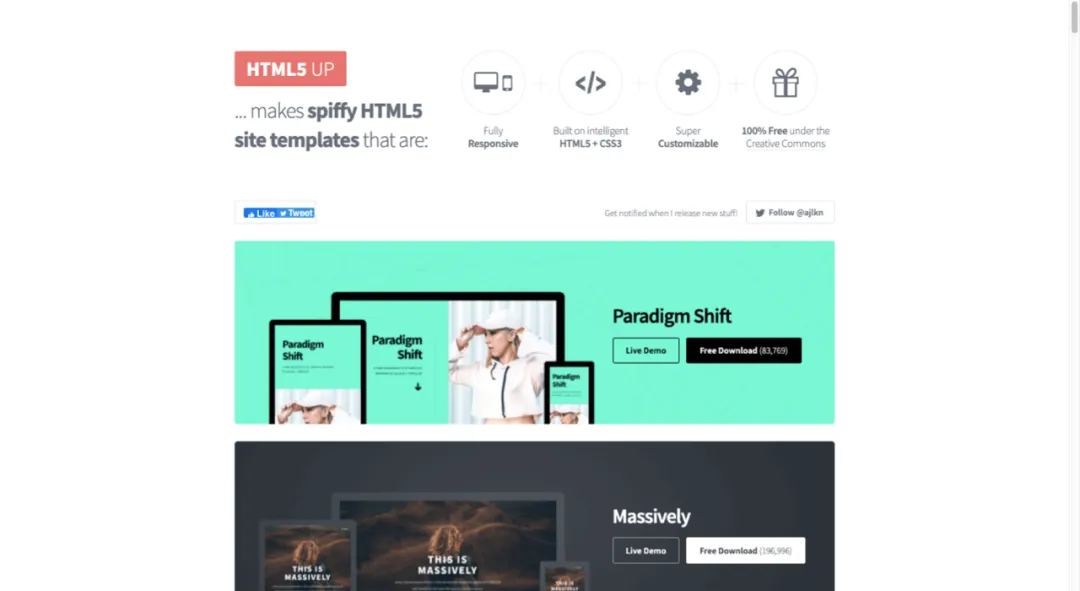 HTML5 UP
... makes spiffy HTML5
site templates that are:
Fully
Responsive
Built on intelligent
HTML5 + CSS3
Super
Customizable
100% Free under the
Creative Commons
Like
Tweet
Get notified when I release new stuff!
Follow @ajlkn
Paradigm
Shift
Paradigm
Shift
Paradigm
Shift
Paradigm Shift
Live Demo
Free Download (83,769)
THIS IS
MASSIVELY
THIS IS
MASSIVELY
THIS IS
MASSIVELY
Massively
Live Demo
Free Download (196,996)